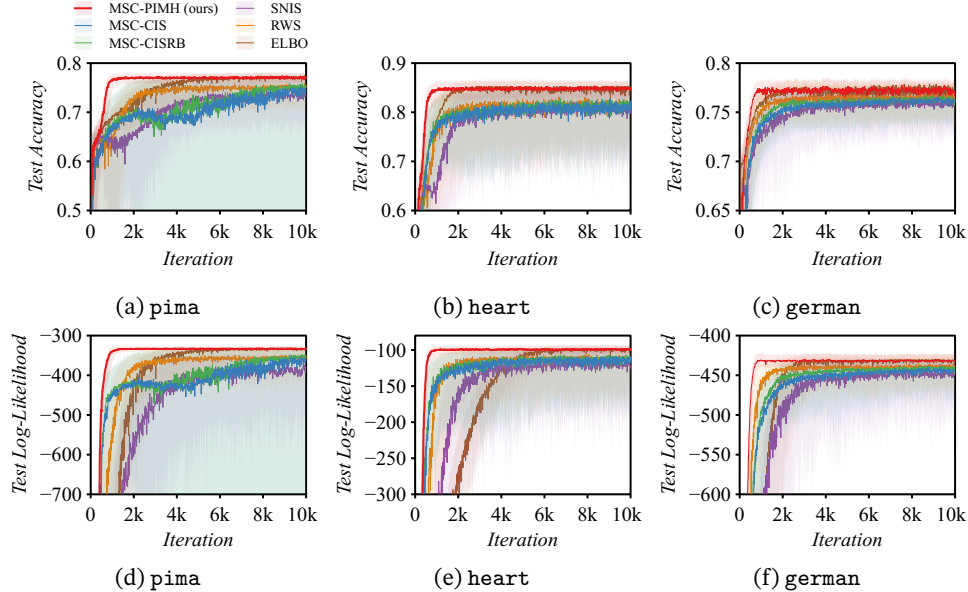 MSC-PIMH (ours) SNIS
MSC-CIS RWS
MSC-CISRB ELBO
0.8 0.9 0.8
0.7 0.8 0.75
0.6 0.7 0.7
0.5 0.6 0.65
Test Accuracy Test Accuracy Test Accuracy
0 2k 4k 6k 8k 10k 0 2k 4k 6k 8k 10k 0 2k 4k 6k 8k 10k
Iteration Iteration Iteration
(a) pima (b) heart (c) german
−300 −100 −400
−400 −150 −450
−500 −200 −500
−600 −250 −550
−700 −300 −600
Test Log-Likelihood Test Log-Likelihood Test Log-Likelihood
0 2k 4k 6k 8k 10k 0 2k 4k 6k 8k 10k 0 2k 4k 6k 8k 10k
Iteration Iteration Iteration
(d) pima (e) heart (f) german